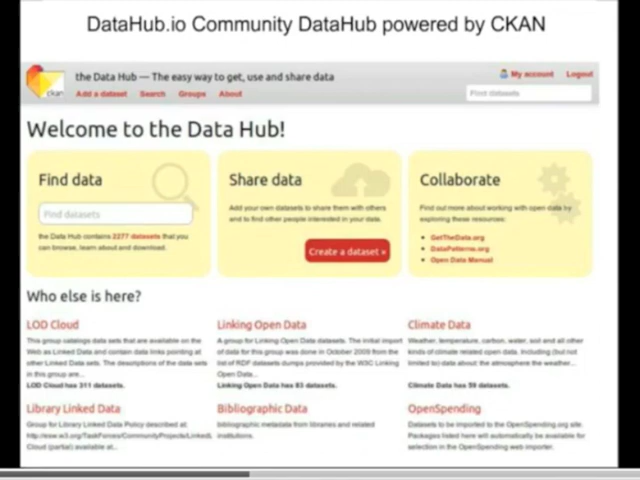 DataHub.io Community DataHub powered by CKAN
ckan
the Data Hub — The easy way to get, use and share data
My account Logout
Add a dataset Search Groups About
Find datasets
Welcome to the Data Hub!
Find data
Find datasets
the Data Hub contains 2277 datasets that you
can browse, learn about and download.
Share data
Add your own datasets to share them with others
and to find other people interested in your data.
Create a dataset »
Collaborate
Find out more about working with open data by
exploring these resources:
GetTheData.org
DataPatterns.org
Open Data Manual
Who else is here?
LOD Cloud
This group catalogs data sets that are available on the
Web as Linked Data and contain data links pointing at
other Linked Data sets. The descriptions of the data sets
in this group are...
LOD Cloud has 311 datasets.
Linking Open Data
A group for Linking Open Data datasets. The initial import
of data for this group was done in October 2009 from the
list of RDF datasets dumps provided by the W3C Linking
Open Data...
Linking Open Data has 83 datasets.
Climate Data
Weather, temperature, carbon, water, soil and all other
kinds of climate related open data. Including (but not
limited to) data about: the atmosphere the weather...
Climate Data has 59 datasets.
Library Linked Data
Group for Library Linked Data Policy described at:
http://esw.w3.org/TaskForces/CommunityProjects/LinkedL
Cloud (partial) available at...
Bibliographic Data
bibliographic metadata from libraries and related
institutions.
OpenSpending
Datasets to be imported to the OpenSpending.org site.
Packages listed here will automatically be available for
selection in the OpenSpending web importer.